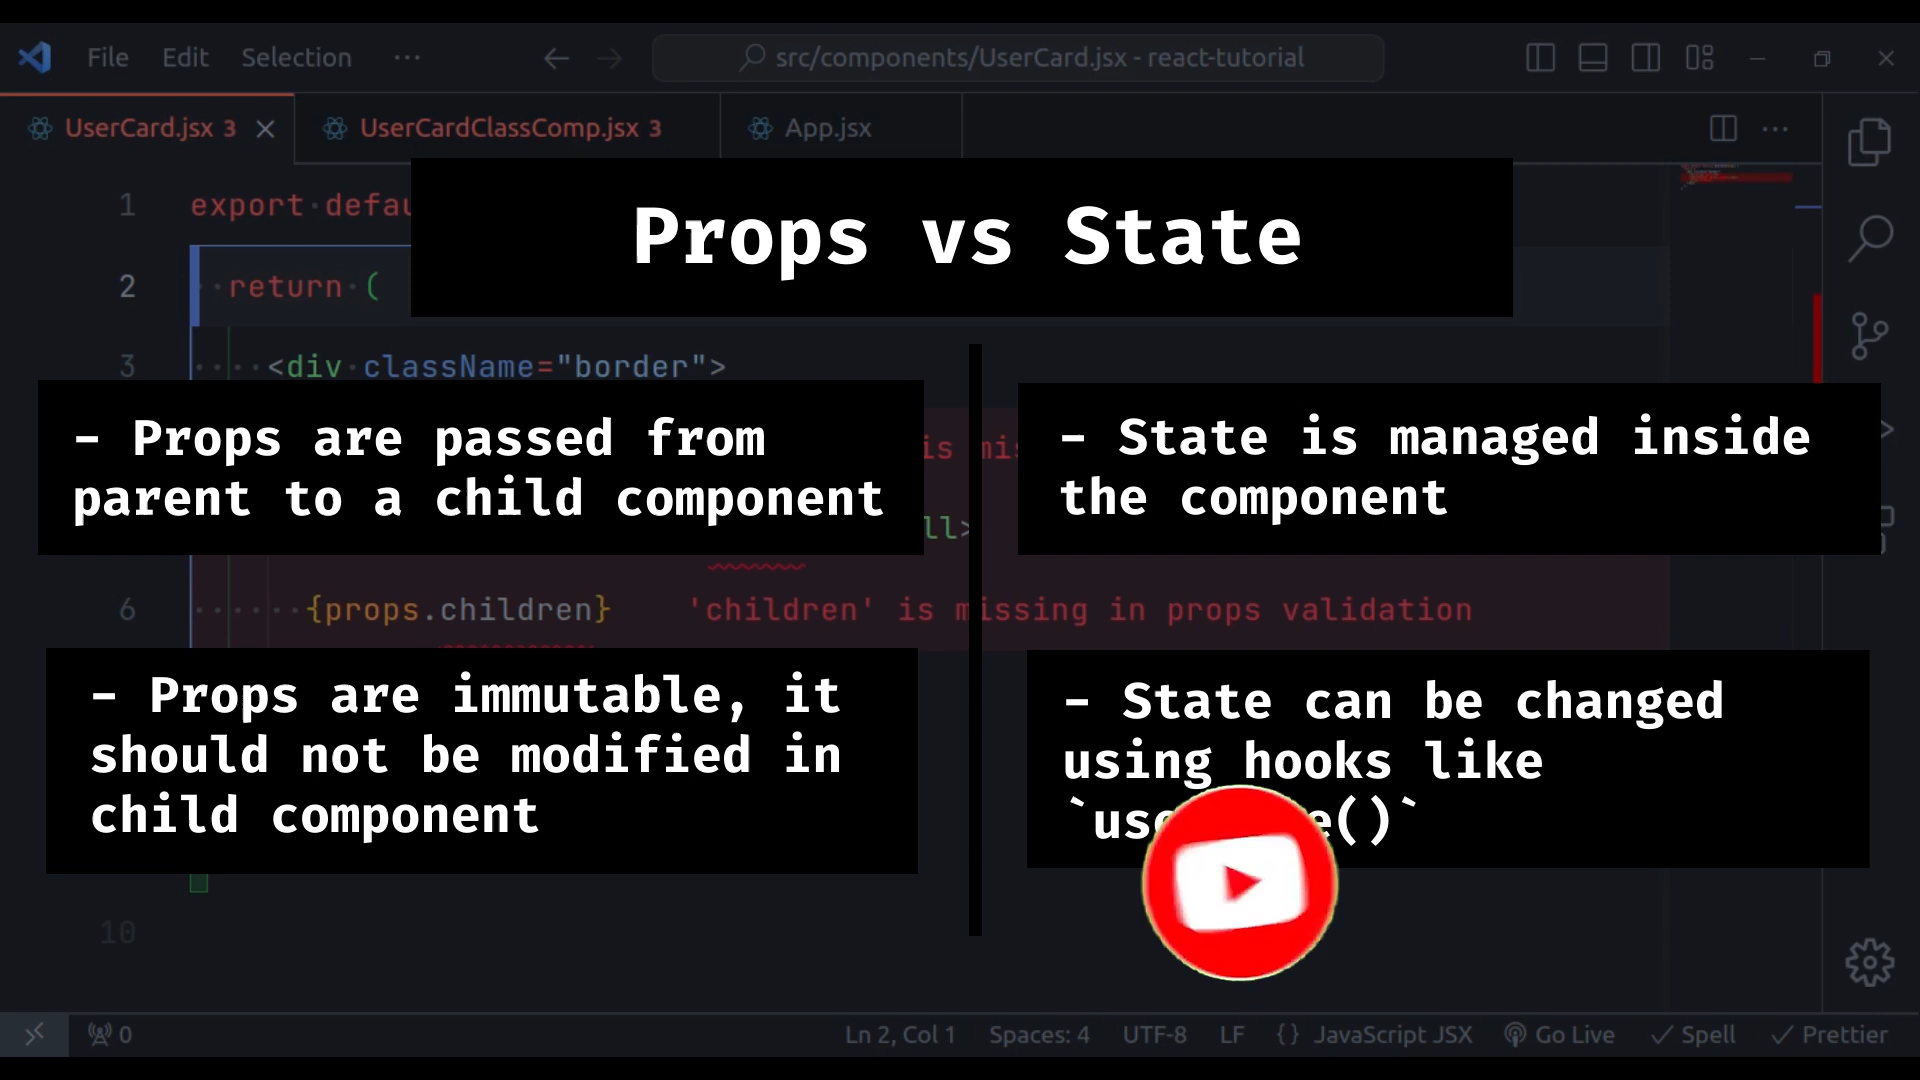 File Edit Selection ···
src/components/UserCard.jsx - react-tutorial
UserCard.jsx 3
UserCardClassComp.jsx 3
App.jsx
1 export
Props vs State
2 return (
3 <div className="border">
- Props are passed from
parent to a child component
- State is managed inside
the component
6 {props.children} 'children' is missing in props validation
- Props are immutable, it
should not be modified in
child component
- State can be changed
using hooks like
10
0
Ln 2, Col 1 Spaces: 4 UTF-8 LF {} JavaScript JSX Go Live Spell Prettier